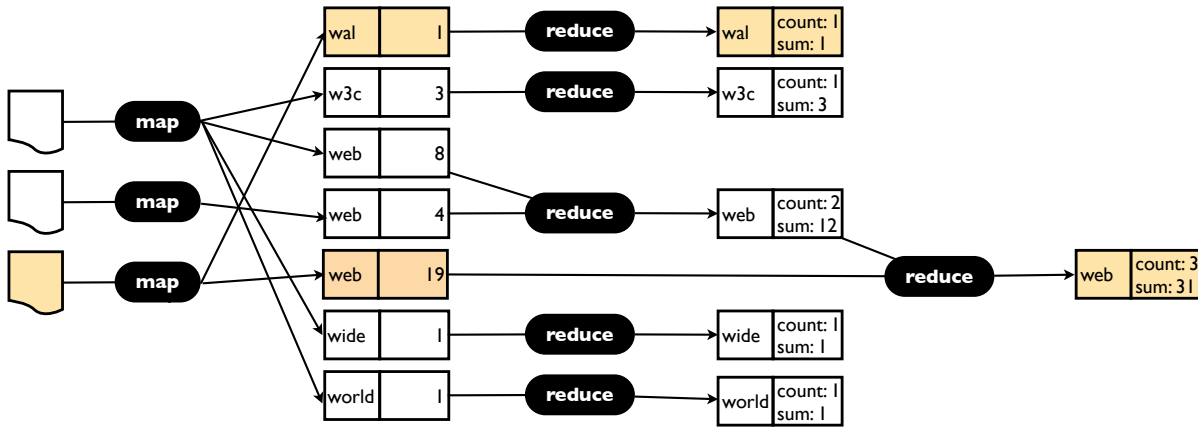 wal 1 reduce wal count: 1
sum: 1
w3c 3 reduce w3c count: 1
sum: 3
map
web 8
map web 4 reduce web count: 2
sum: 12
map web 19 reduce web count: 3
sum: 31
wide 1 reduce wide count: 1
sum: 1
world 1 reduce world count: 1
sum: 1